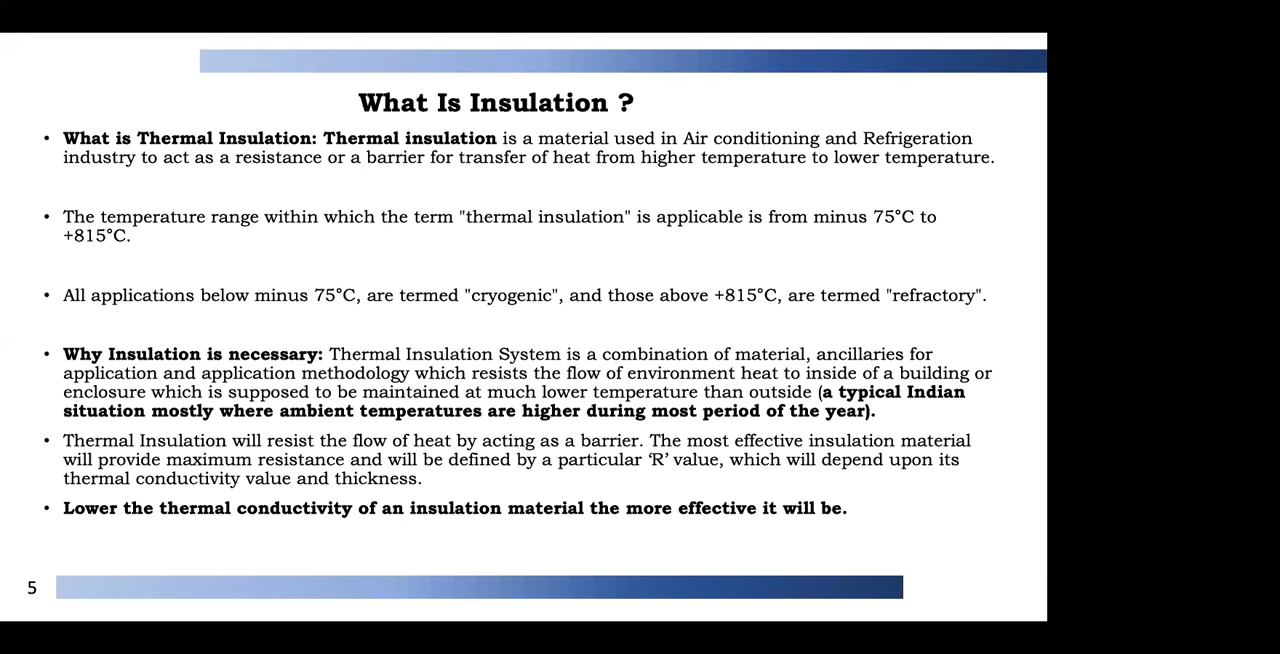 What Is Insulation ?
• What is Thermal Insulation: Thermal insulation is a material used in Air conditioning and Refrigeration
industry to act as a resistance or a barrier for transfer of heat from higher temperature to lower temperature.
• The temperature range within which the term "thermal insulation" is applicable is from minus 75°C to
+815°C.
• All applications below minus 75°C, are termed "cryogenic", and those above +815°C, are termed "refractory".
• Why Insulation is necessary: Thermal Insulation System is a combination of material, ancillaries for
application and application methodology which resists the flow of environment heat to inside of a building or
enclosure which is supposed to be maintained at much lower temperature than outside (a typical Indian
situation mostly where ambient temperatures are higher during most period of the year).
• Thermal Insulation will resist the flow of heat by acting as a barrier. The most effective insulation material
will provide maximum resistance and will be defined by a particular ‘R’ value, which will depend upon its
thermal conductivity value and thickness.
• Lower the thermal conductivity of an insulation material the more effective it will be.
5